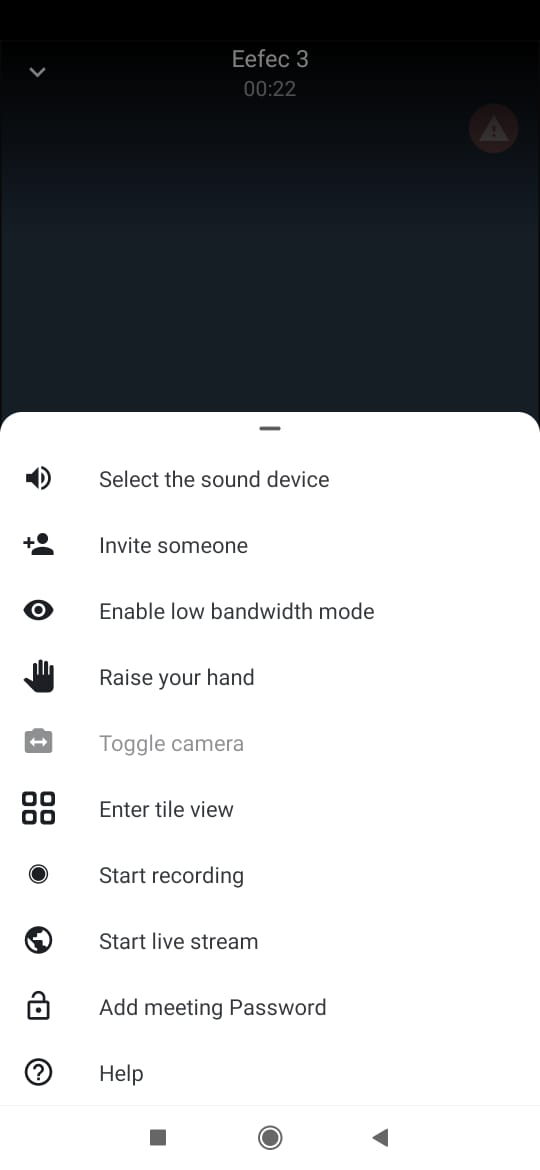 Eefec 3
00:22
Select the sound device
Invite someone
Enable low bandwidth mode
Raise your hand
Toggle camera
Enter tile view
Start recording
Start live stream
Add meeting Password
Help